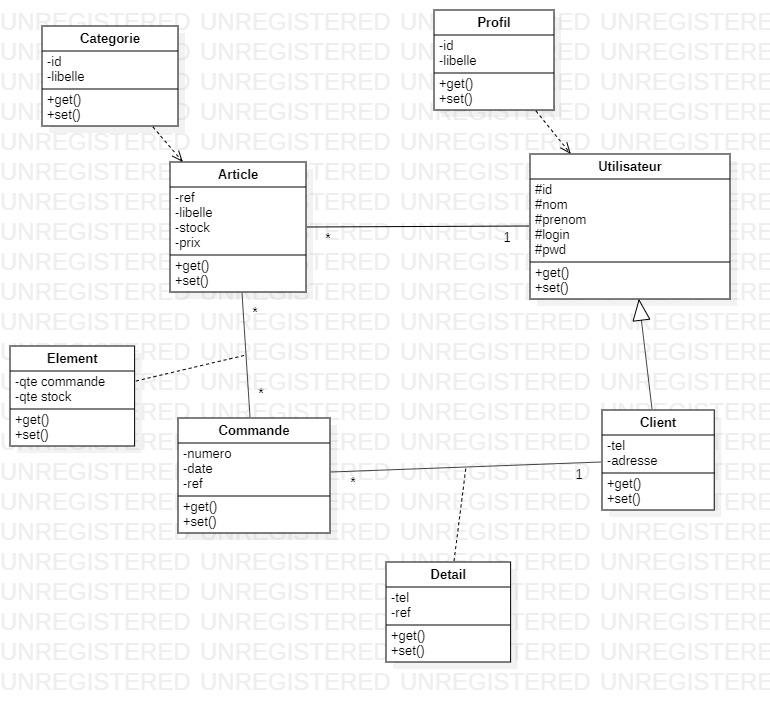 Categorie
-id
-libelle
+get()
+set()
Profil
-id
-libelle
+get()
+set()
Article
-ref
-libelle
-stock
-prix
+get()
+set()
Utilisateur
#id
#nom
#prenom
#login
#pwd
+get()
+set()
*
1
*
*
Element
-qte commande
-qte stock
+get()
+set()
Commande
-numero
-date
-ref
+get()
+set()
Client
-tel
-adresse
+get()
+set()
*
1
Detail
-tel
-ref
+get()
+set()
UNREGISTERED UNREGISTERED UNREGISTERED UNREGISTERED